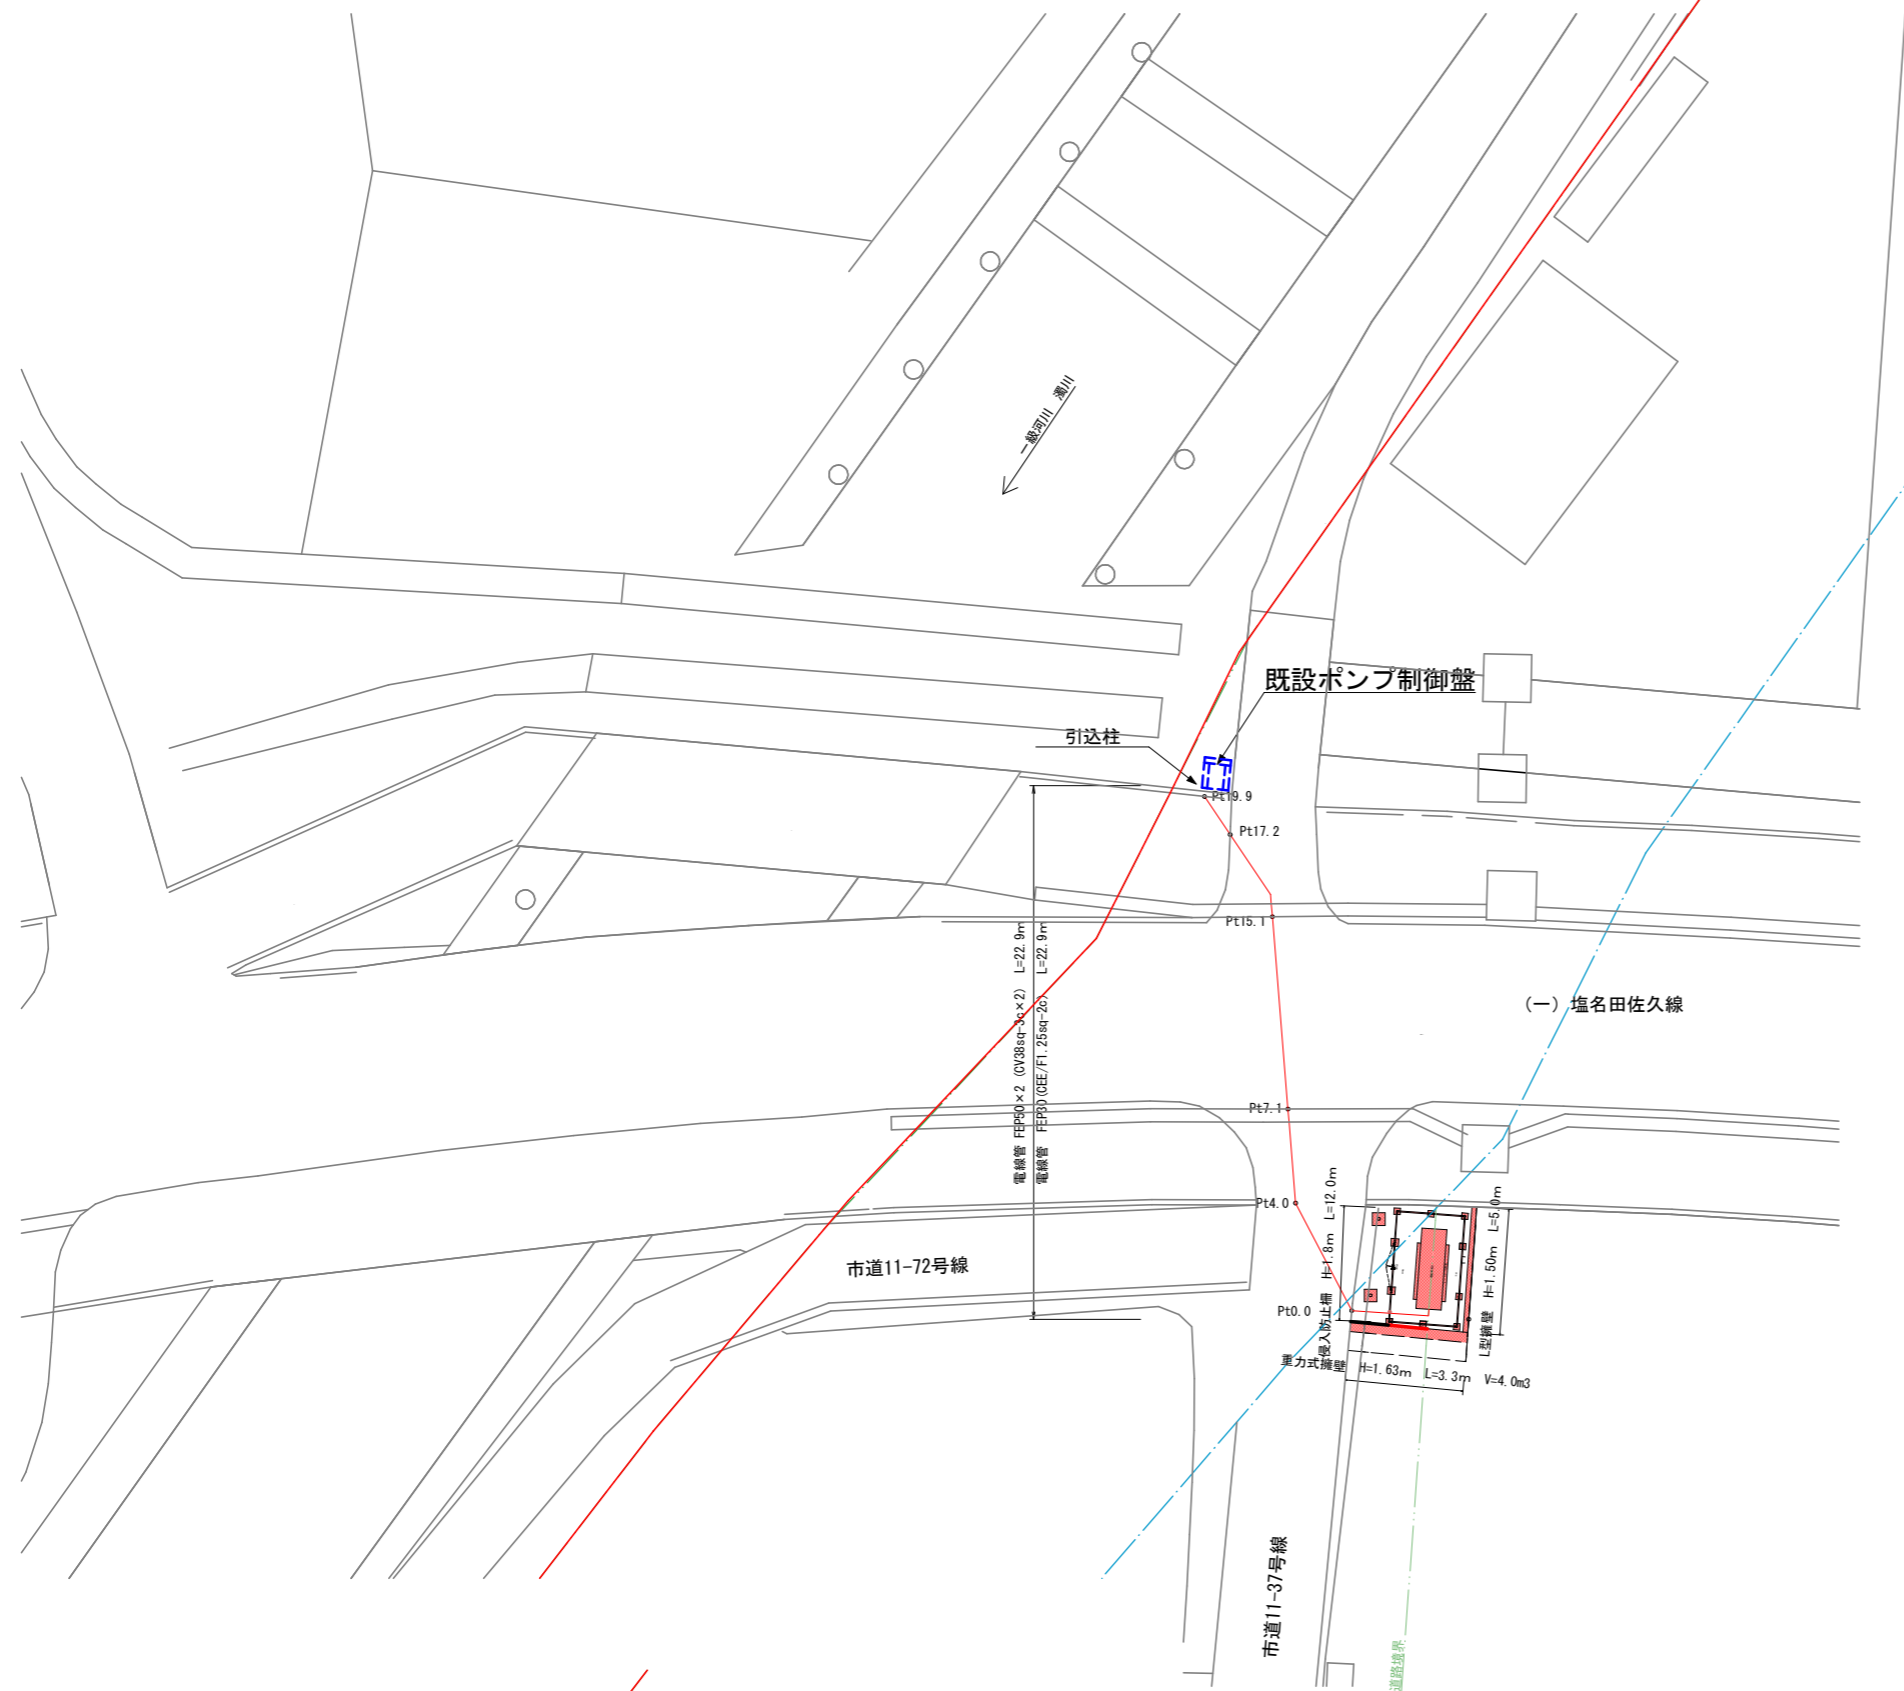 一級河川　濁川
既設ポンプ制御盤
引込柱
Pt19.9
Pt17.2
Pt15.1
電線管 FEP50×2 (CV38sq-3c×2)　L=22.9m
電線管　FEP30(CEE/F1.25sq-2c)　L=22.9m
（一）塩名田佐久線
Pt7.1
Pt4.0
Pt0.0
侵入防止柵　H=1.8m　L=12.0m
L型擁壁　H=1.50m　L=5.0m
重力式擁壁　H=1.63m　L=3.3m　V=4.0m3
市道11-72号線
市道11-37号線
道路境界